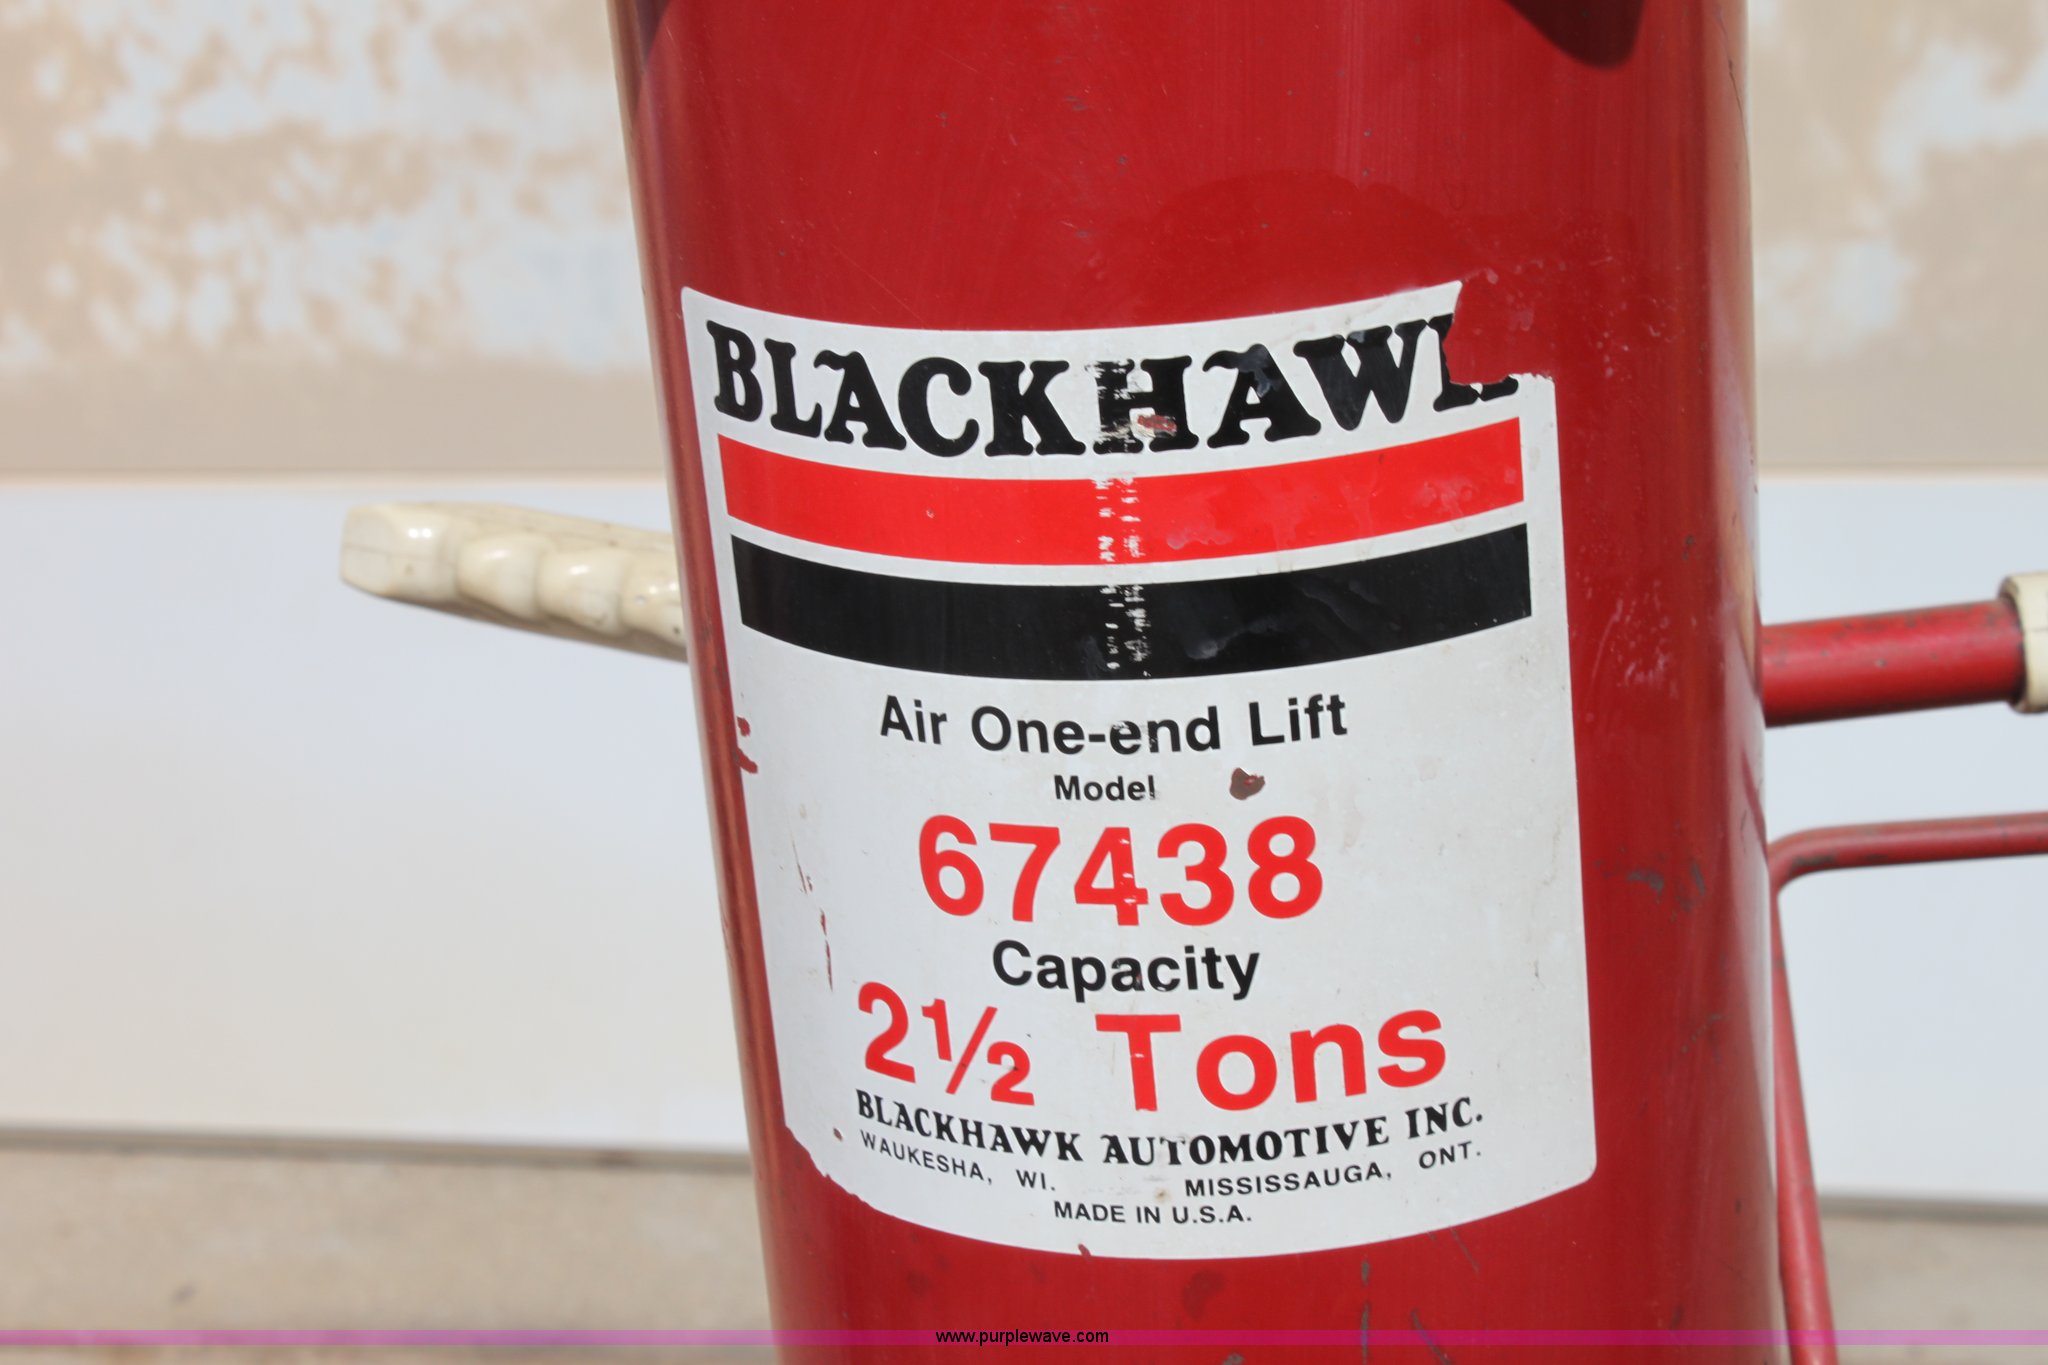 BLACKHAWK
Air One-end Lift
Model
67438
Capacity
2½ Tons
BLACKHAWK AUTOMOTIVE INC.
WAUKESHA, WI. MISSISSAUGA, ONT.
MADE IN U.S.A.
www.purplewave.com